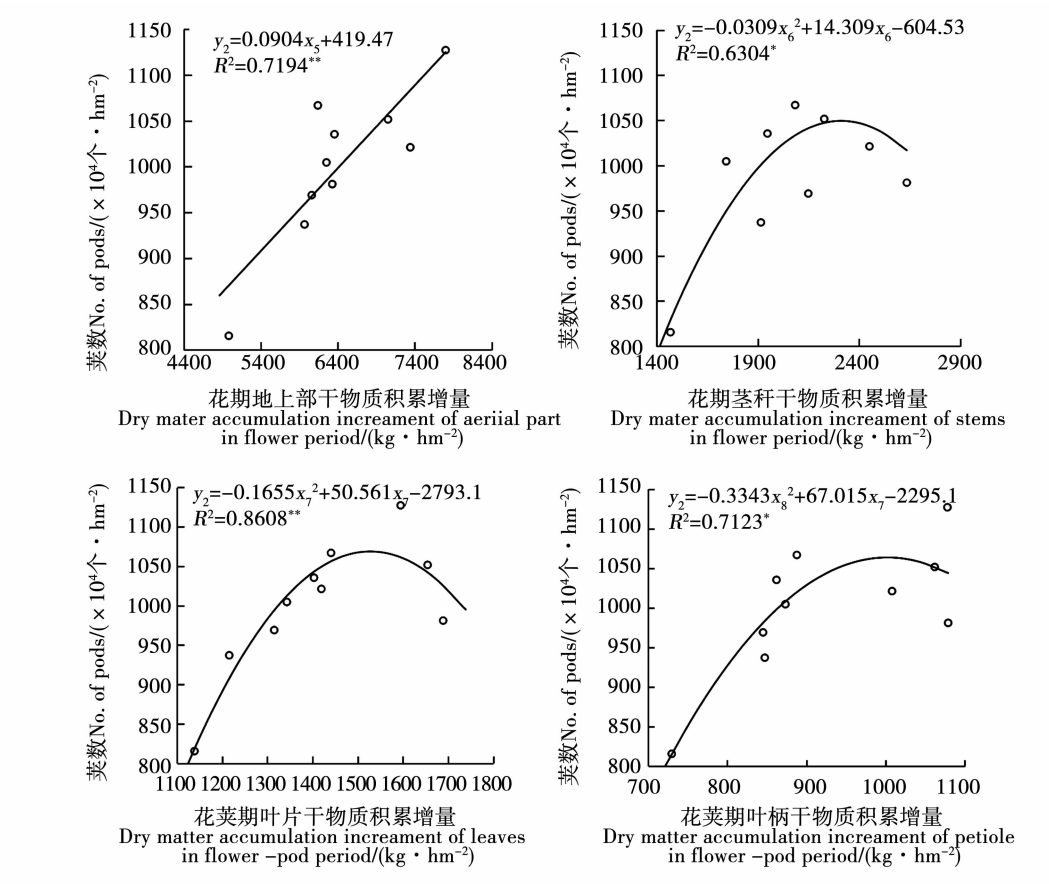 y₂=0.0904x₅+419.47
R²=0.7194**
1150
1100
1050
1000
950
900
850
800
4400 5400 6400 7400 8400
荚数No. of pods/(×10⁴个·hm⁻²)
花期地上部干物质积累增量
Dry mater accumulation increament of aeriial part
in flower period/(kg·hm⁻²)
y₂=−0.0309x₆²+14.309x₆−604.53
R²=0.6304*
1150
1100
1050
1000
950
900
850
800
1400 1900 2400 2900
荚数No. of pods/(×10⁴个·hm⁻²)
花期茎秆干物质积累增量
Dry mater accumulation increament of stems
in flower period/(kg·hm⁻²)
y₂=−0.1655x₇²+50.561x₇−2793.1
R²=0.8608**
1150
1100
1050
1000
950
900
850
800
1100 1200 1300 1400 1500 1600 1700 1800
荚数No. of pods/(×10⁴个·hm⁻²)
花荚期叶片干物质积累增量
Dry matter accumulation increament of leaves
in flower −pod period/(kg·hm⁻²)
y₂=−0.3343x₈²+67.015x₇−2295.1
R²=0.7123*
1150
1100
1050
1000
950
900
850
800
700 800 900 1000 1100
荚数No. of pods/(×10⁴个·hm⁻²)
花荚期叶柄干物质积累增量
Dry matter accumulation increament of petiole
in flower −pod period/(kg·hm⁻²)